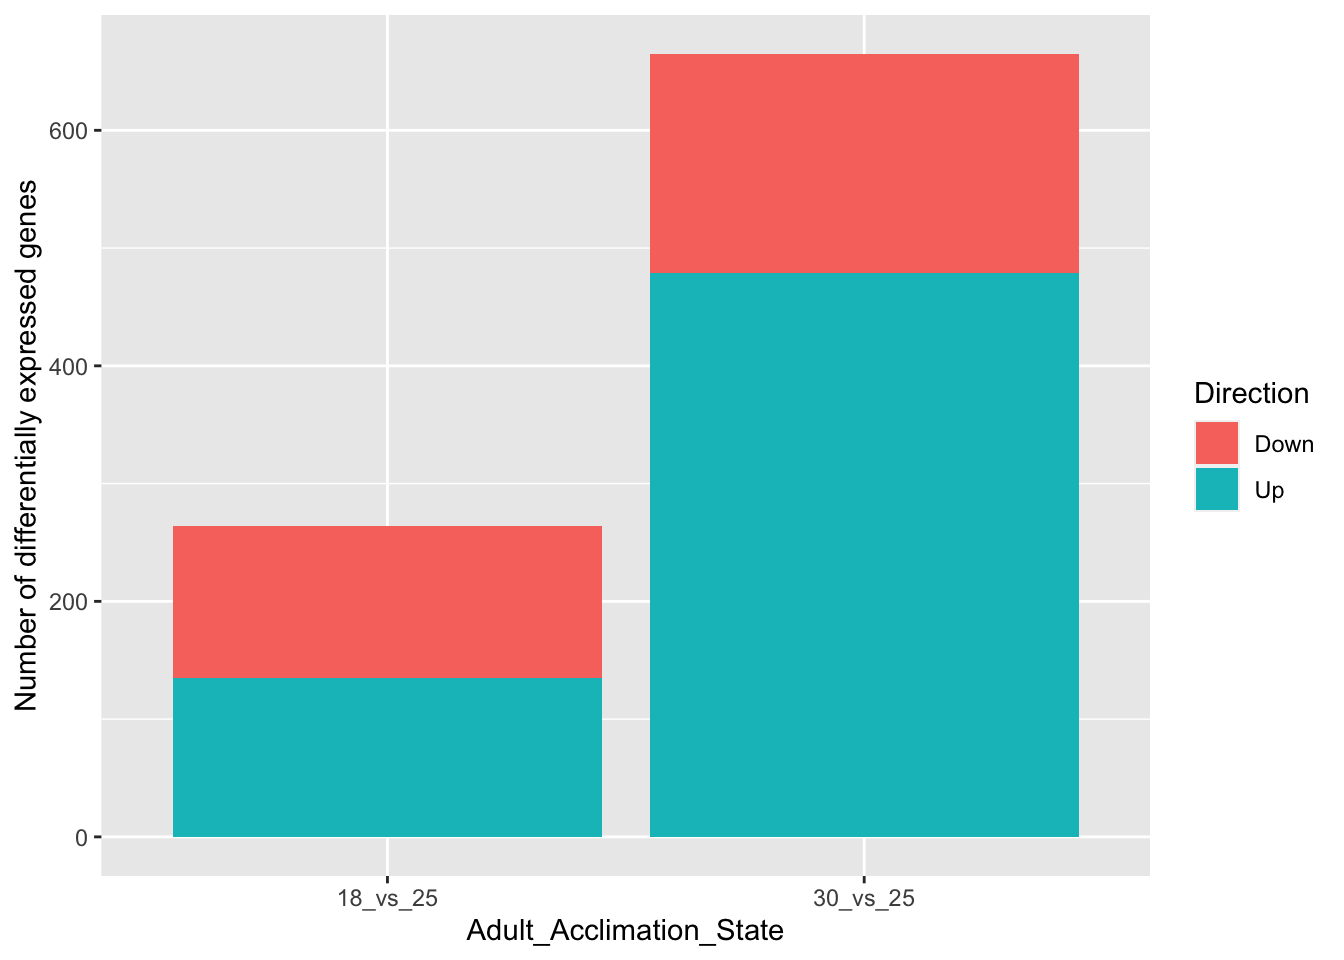 Number of differentially expressed genes
600
400
200
0
18_vs_25
30_vs_25
Adult_Acclimation_State
Direction
Down
Up